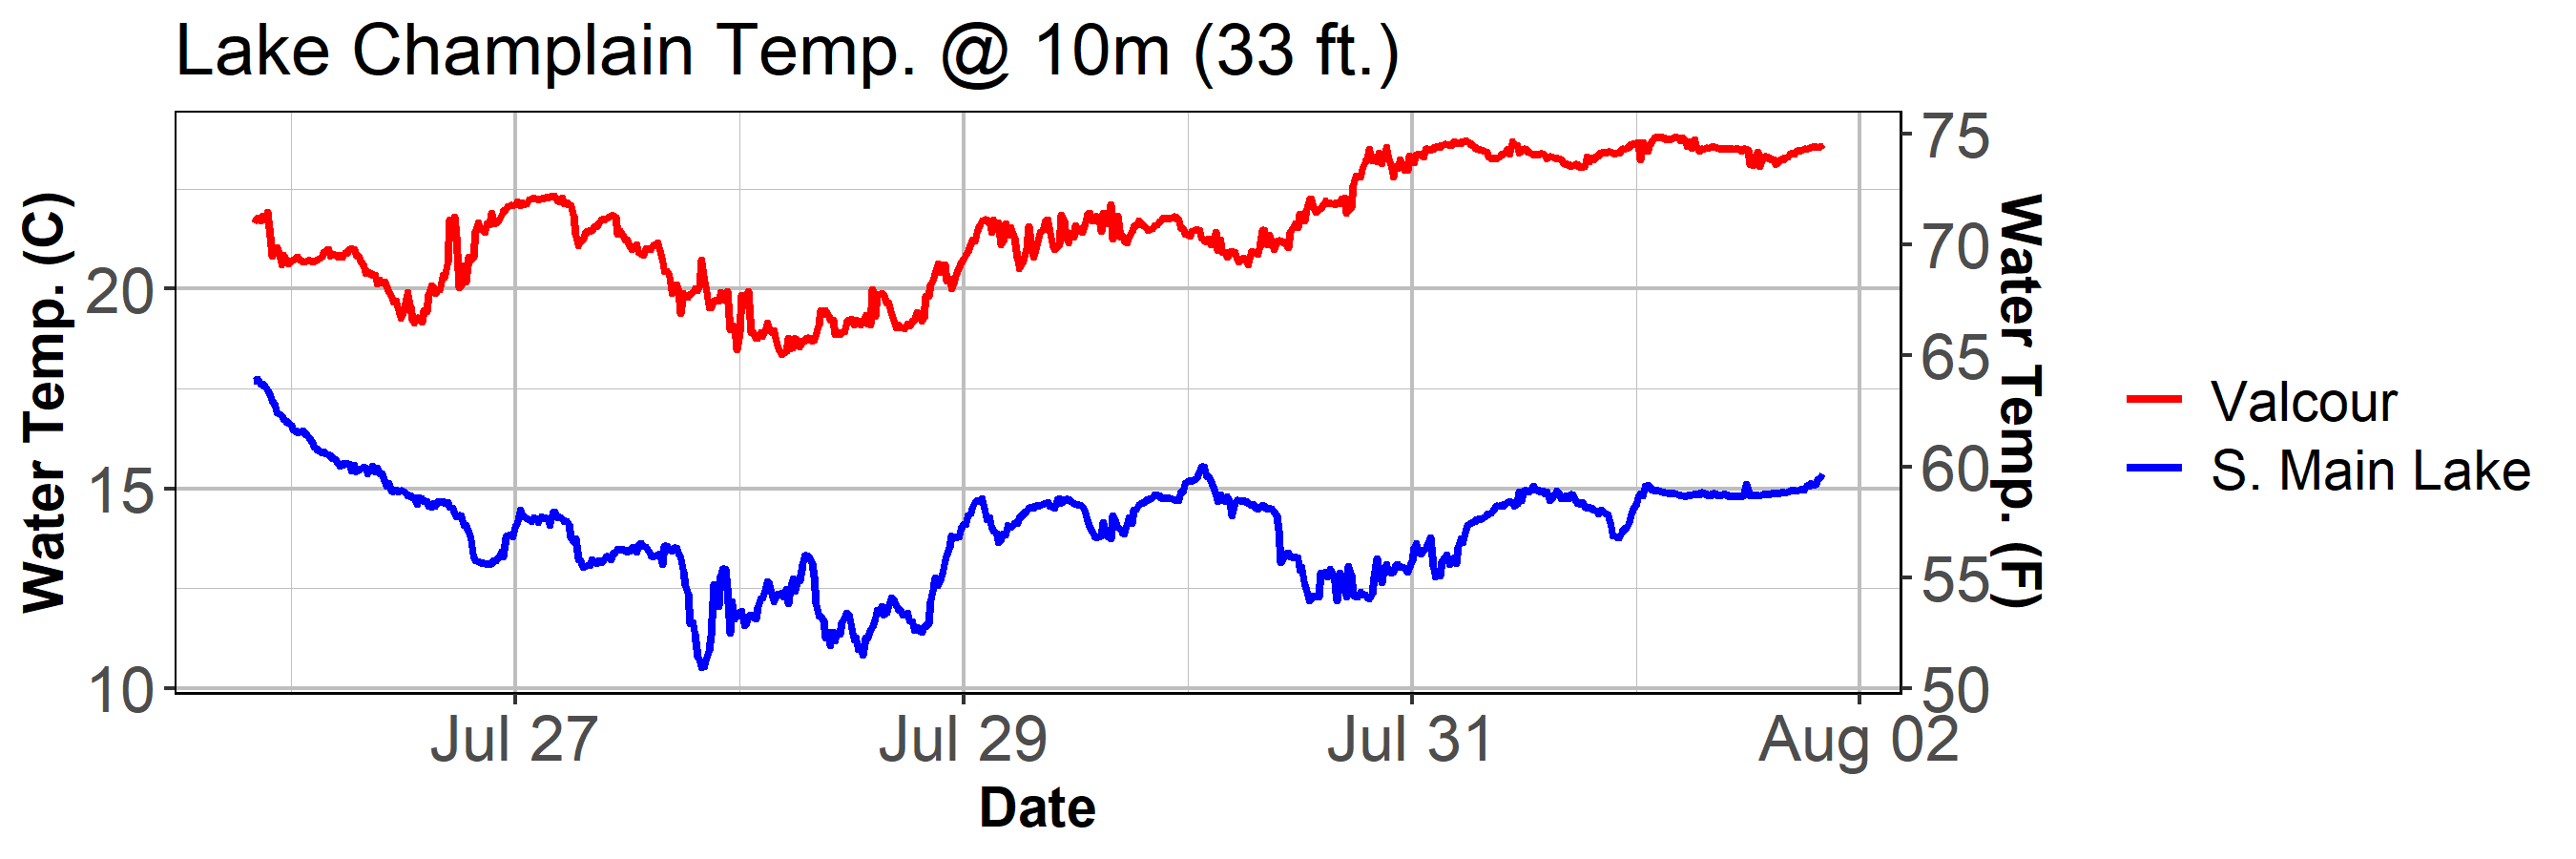 Lake Champlain Temp. @ 10m (33 ft.)
Water Temp. (C)
20
15
10
75
70
65
60
55
50
Water Temp. (F)
Jul 27 Jul 29 Jul 31 Aug 02
Date
Valcour
S. Main Lake